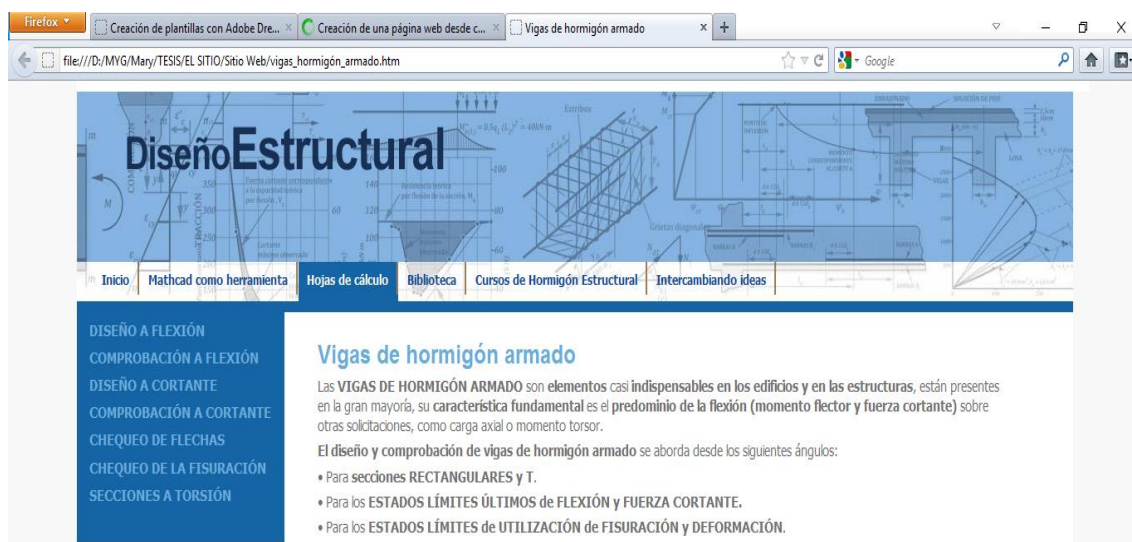 Firefox
Creación de plantillas con Adobe Dre...
Creación de una página web desde c...
Vigas de hormigón armado
file:///D:/MYG/Mary/TESIS/EL SITIO/Sitio Web/vigas_hormigón_armado.htm
Google
DiseñoEstructural
Estribos
Grietas diagonales
TRACCIÓN
Inicio
Mathcad como herramienta
Hojas de cálculo
Biblioteca
Cursos de Hormigón Estructural
Intercambiando ideas
DISEÑO A FLEXIÓN
COMPROBACIÓN A FLEXIÓN
DISEÑO A CORTANTE
COMPROBACIÓN A CORTANTE
CHEQUEO DE FLECHAS
CHEQUEO DE LA FISURACIÓN
SECCIONES A TORSIÓN
Vigas de hormigón armado
Las VIGAS DE HORMIGÓN ARMADO son elementos casi indispensables en los edificios y en las estructuras, están presentes
en la gran mayoría, su característica fundamental es el predominio de la flexión (momento flector y fuerza cortante) sobre
otras solicitaciones, como carga axial o momento torsor.
El diseño y comprobación de vigas de hormigón armado se aborda desde los siguientes ángulos:
• Para secciones RECTANGULARES y T.
• Para los ESTADOS LÍMITES ÚLTIMOS de FLEXIÓN y FUERZA CORTANTE.
• Para los ESTADOS LÍMITES de UTILIZACIÓN de FISURACIÓN y DEFORMACIÓN.